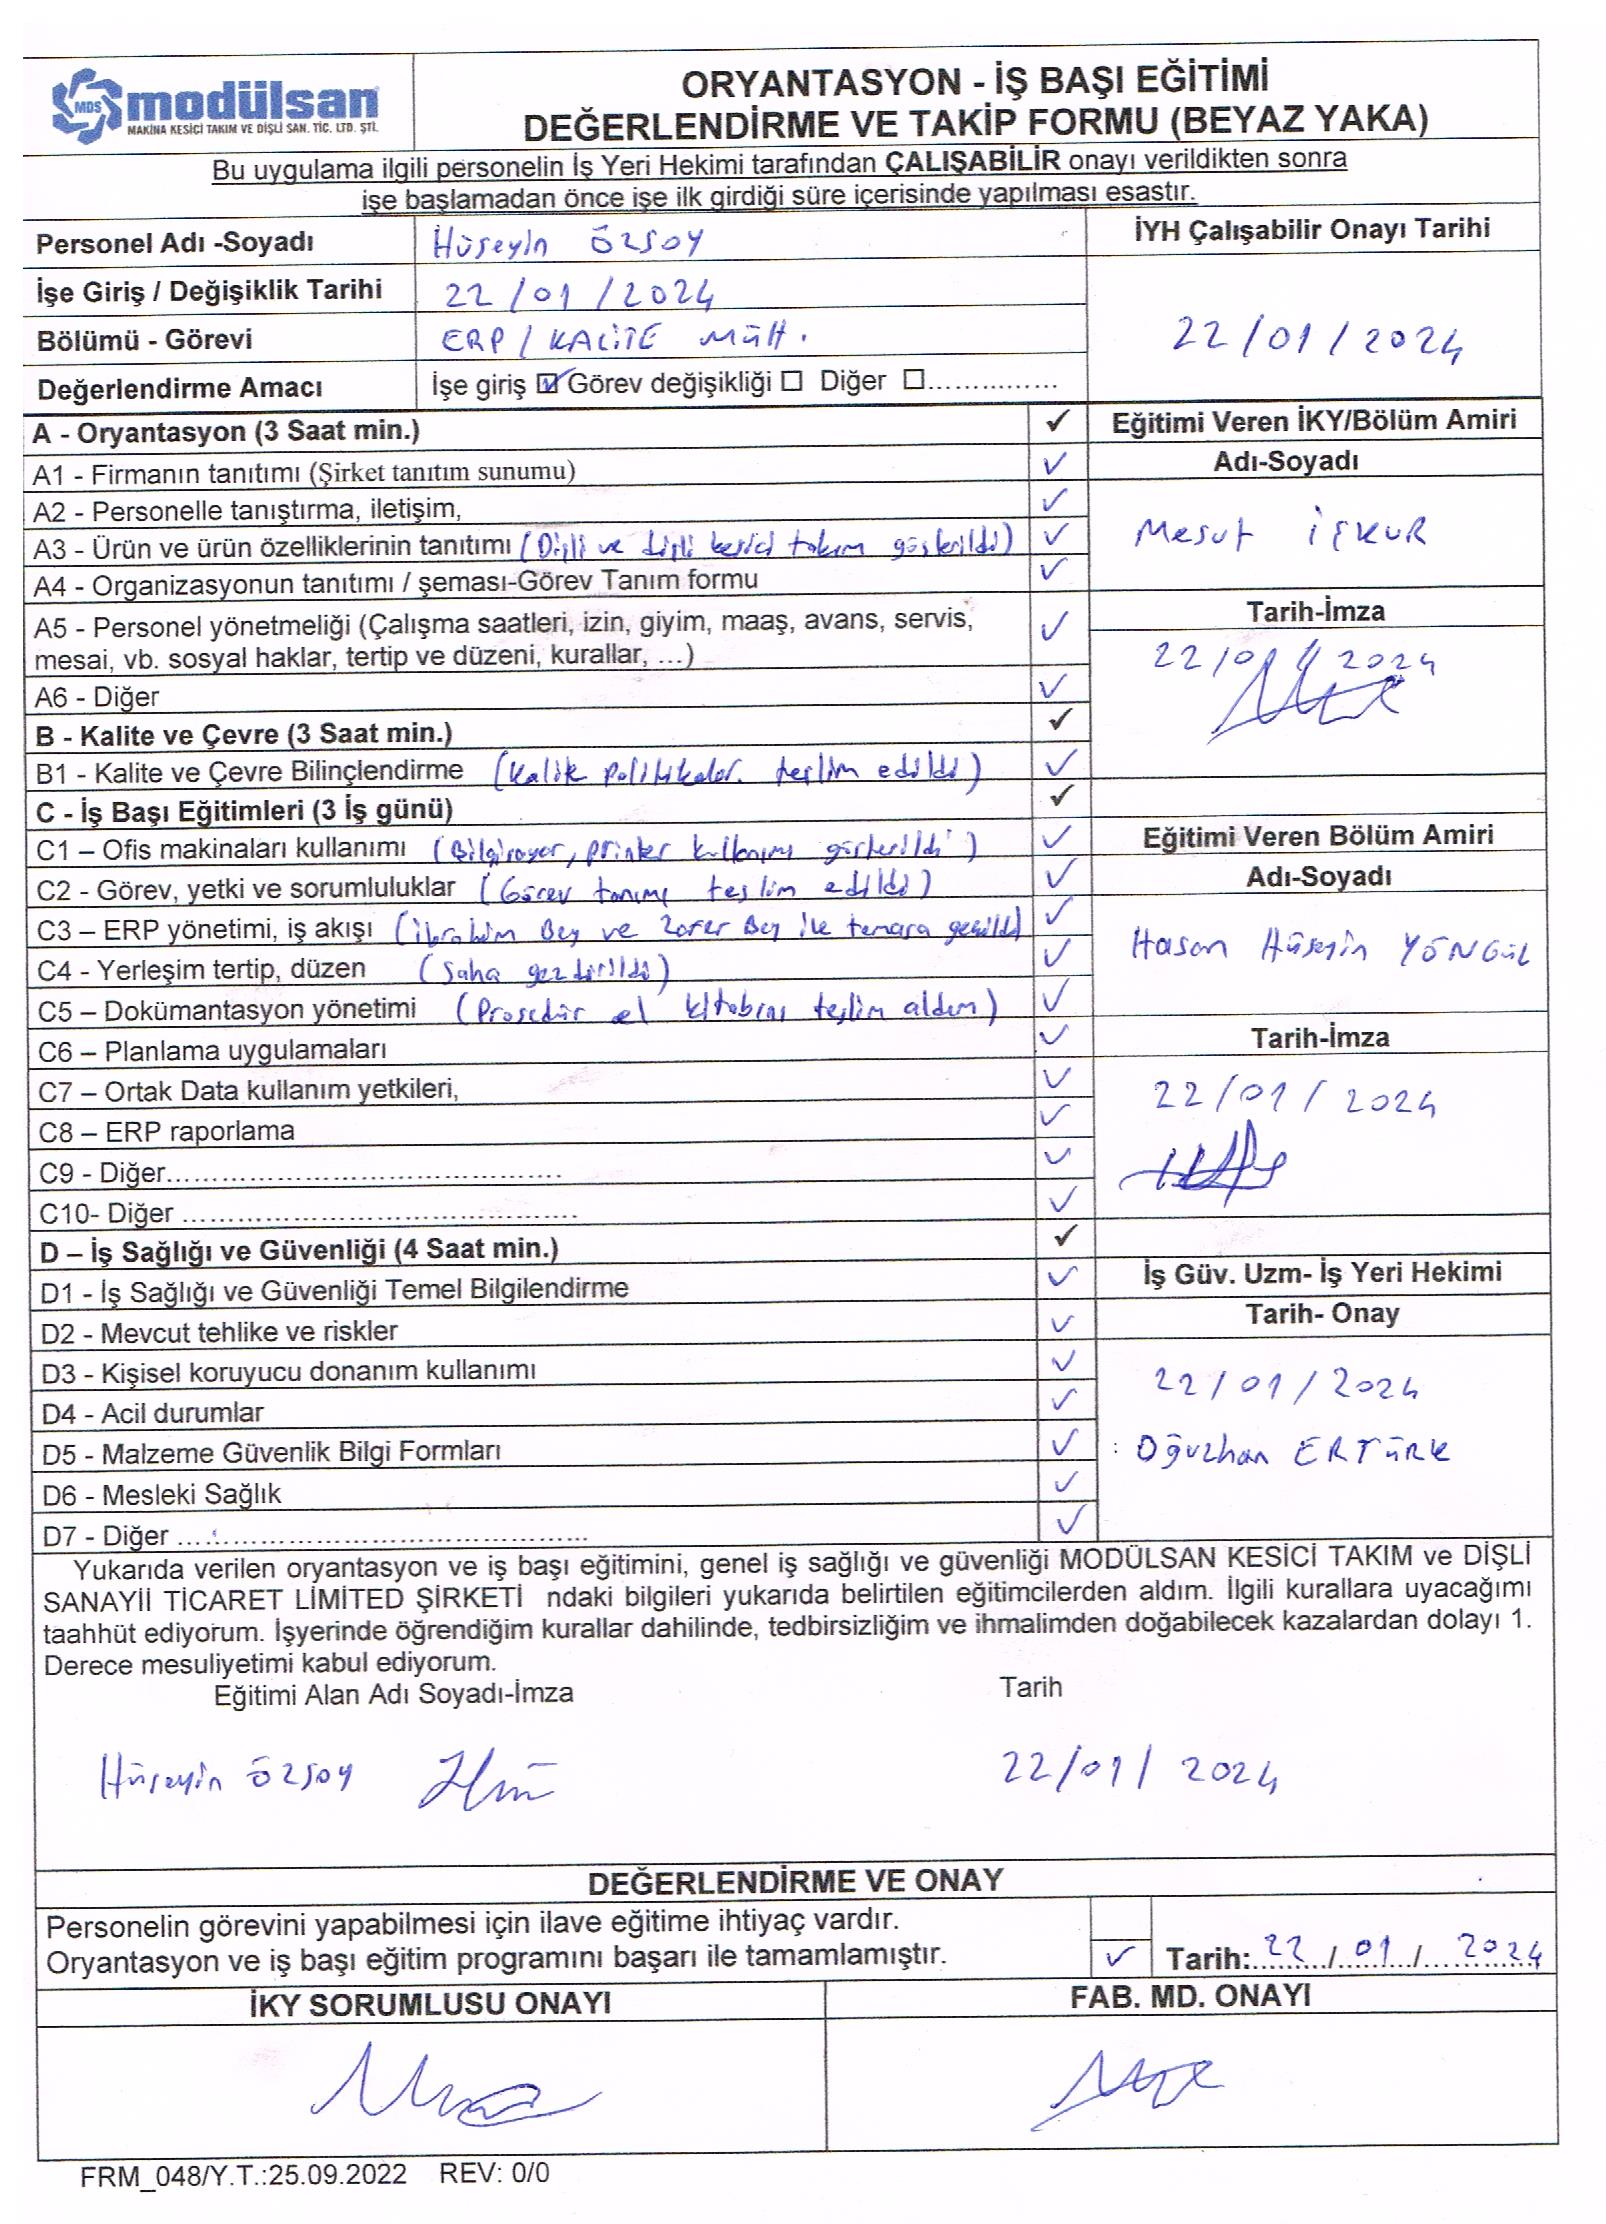 MDS modülsan
MAKİNA KESİCİ TAKIM VE DİŞLİ SAN. TİC. LTD. ŞTİ.
ORYANTASYON - İŞ BAŞI EĞİTİMİ
DEĞERLENDİRME VE TAKİP FORMU (BEYAZ YAKA)
Bu uygulama ilgili personelin İş Yeri Hekimi tarafından ÇALIŞABİLİR onayı verildikten sonra
işe başlamadan önce işe ilk girdiği süre içerisinde yapılması esastır.
Personel Adı -Soyadı Hüseyin ÖZSOY
İYH Çalışabilir Onayı Tarihi
İşe Giriş / Değişiklik Tarihi 22/01/2024
22/01/2024
Bölümü - Görevi ERP/KALİTE MÜH.
Değerlendirme Amacı İşe giriş ☑ Görev değişikliği ☐ Diğer ☐...............
A - Oryantasyon (3 Saat min.) ✓
Eğitimi Veren İKY/Bölüm Amiri
Adı-Soyadı
A1 - Firmanın tanıtımı (Şirket tanıtım sunumu) ✓
A2 - Personelle tanıştırma, iletişim, ✓
Mesut İŞKUR
A3 - Ürün ve ürün özelliklerinin tanıtımı (Dişli ve dişli kesici takım gösterildi) ✓
A4 - Organizasyonun tanıtımı / şeması-Görev Tanım formu ✓
Tarih-İmza
A5 - Personel yönetmeliği (Çalışma saatleri, izin, giyim, maaş, avans, servis,
mesai, vb. sosyal haklar, tertip ve düzeni, kurallar, ...) ✓
22/01/2024
A6 - Diğer ✓
B - Kalite ve Çevre (3 Saat min.) ✓
B1 - Kalite ve Çevre Bilinçlendirme (Kalite politikaları teslim edildi) ✓
C - İş Başı Eğitimleri (3 İş günü) ✓
C1 – Ofis makinaları kullanımı (Bilgisayar, printer kullanımı gösterildi) ✓
Eğitimi Veren Bölüm Amiri
C2 - Görev, yetki ve sorumluluklar (Görev tanımı teslim edildi) ✓
Adı-Soyadı
C3 – ERP yönetimi, iş akışı (İbrahim Bey ve Zafer Bey ile temasa geçildi) ✓
Hasan Hüseyin YÖNGÜL
C4 - Yerleşim tertip, düzen (Saha gezdirildi) ✓
C5 – Dokümantasyon yönetimi (Prosedür el kitabını teslim aldım) ✓
C6 – Planlama uygulamaları ✓
Tarih-İmza
C7 – Ortak Data kullanım yetkileri, ✓
22/01/2024
C8 – ERP raporlama ✓
C9 - Diğer............................................ ✓
C10- Diğer ............................................ ✓
D – İş Sağlığı ve Güvenliği (4 Saat min.) ✓
D1 - İş Sağlığı ve Güvenliği Temel Bilgilendirme ✓
İş Güv. Uzm- İş Yeri Hekimi
Tarih- Onay
D2 - Mevcut tehlike ve riskler ✓
D3 - Kişisel koruyucu donanım kullanımı ✓
22/01/2024
D4 - Acil durumlar ✓
D5 - Malzeme Güvenlik Bilgi Formları ✓
Oğuzhan ERTÜRK
D6 - Mesleki Sağlık ✓
D7 - Diğer ............................................ ✓
Yukarıda verilen oryantasyon ve iş başı eğitimini, genel iş sağlığı ve güvenliği MODÜLSAN KESİCİ TAKIM ve DİŞLİ
SANAYİİ TİCARET LİMİTED ŞİRKETİ ndaki bilgileri yukarıda belirtilen eğitimcilerden aldım. İlgili kurallara uyacağımı
taahhüt ediyorum. İşyerinde öğrendiğim kurallar dahilinde, tedbirsizliğim ve ihmalimden doğabilecek kazalardan dolayı 1.
Derece mesuliyetimi kabul ediyorum.
Eğitimi Alan Adı Soyadı-İmza Tarih
Hüseyin ÖZSOY 22/01/2024
DEĞERLENDİRME VE ONAY
Personelin görevini yapabilmesi için ilave eğitime ihtiyaç vardır.
Oryantasyon ve iş başı eğitim programını başarı ile tamamlamıştır. ✓ Tarih:22/01/2024
İKY SORUMLUSU ONAYI FAB. MD. ONAYI
FRM_048/Y.T.:25.09.2022 REV: 0/0